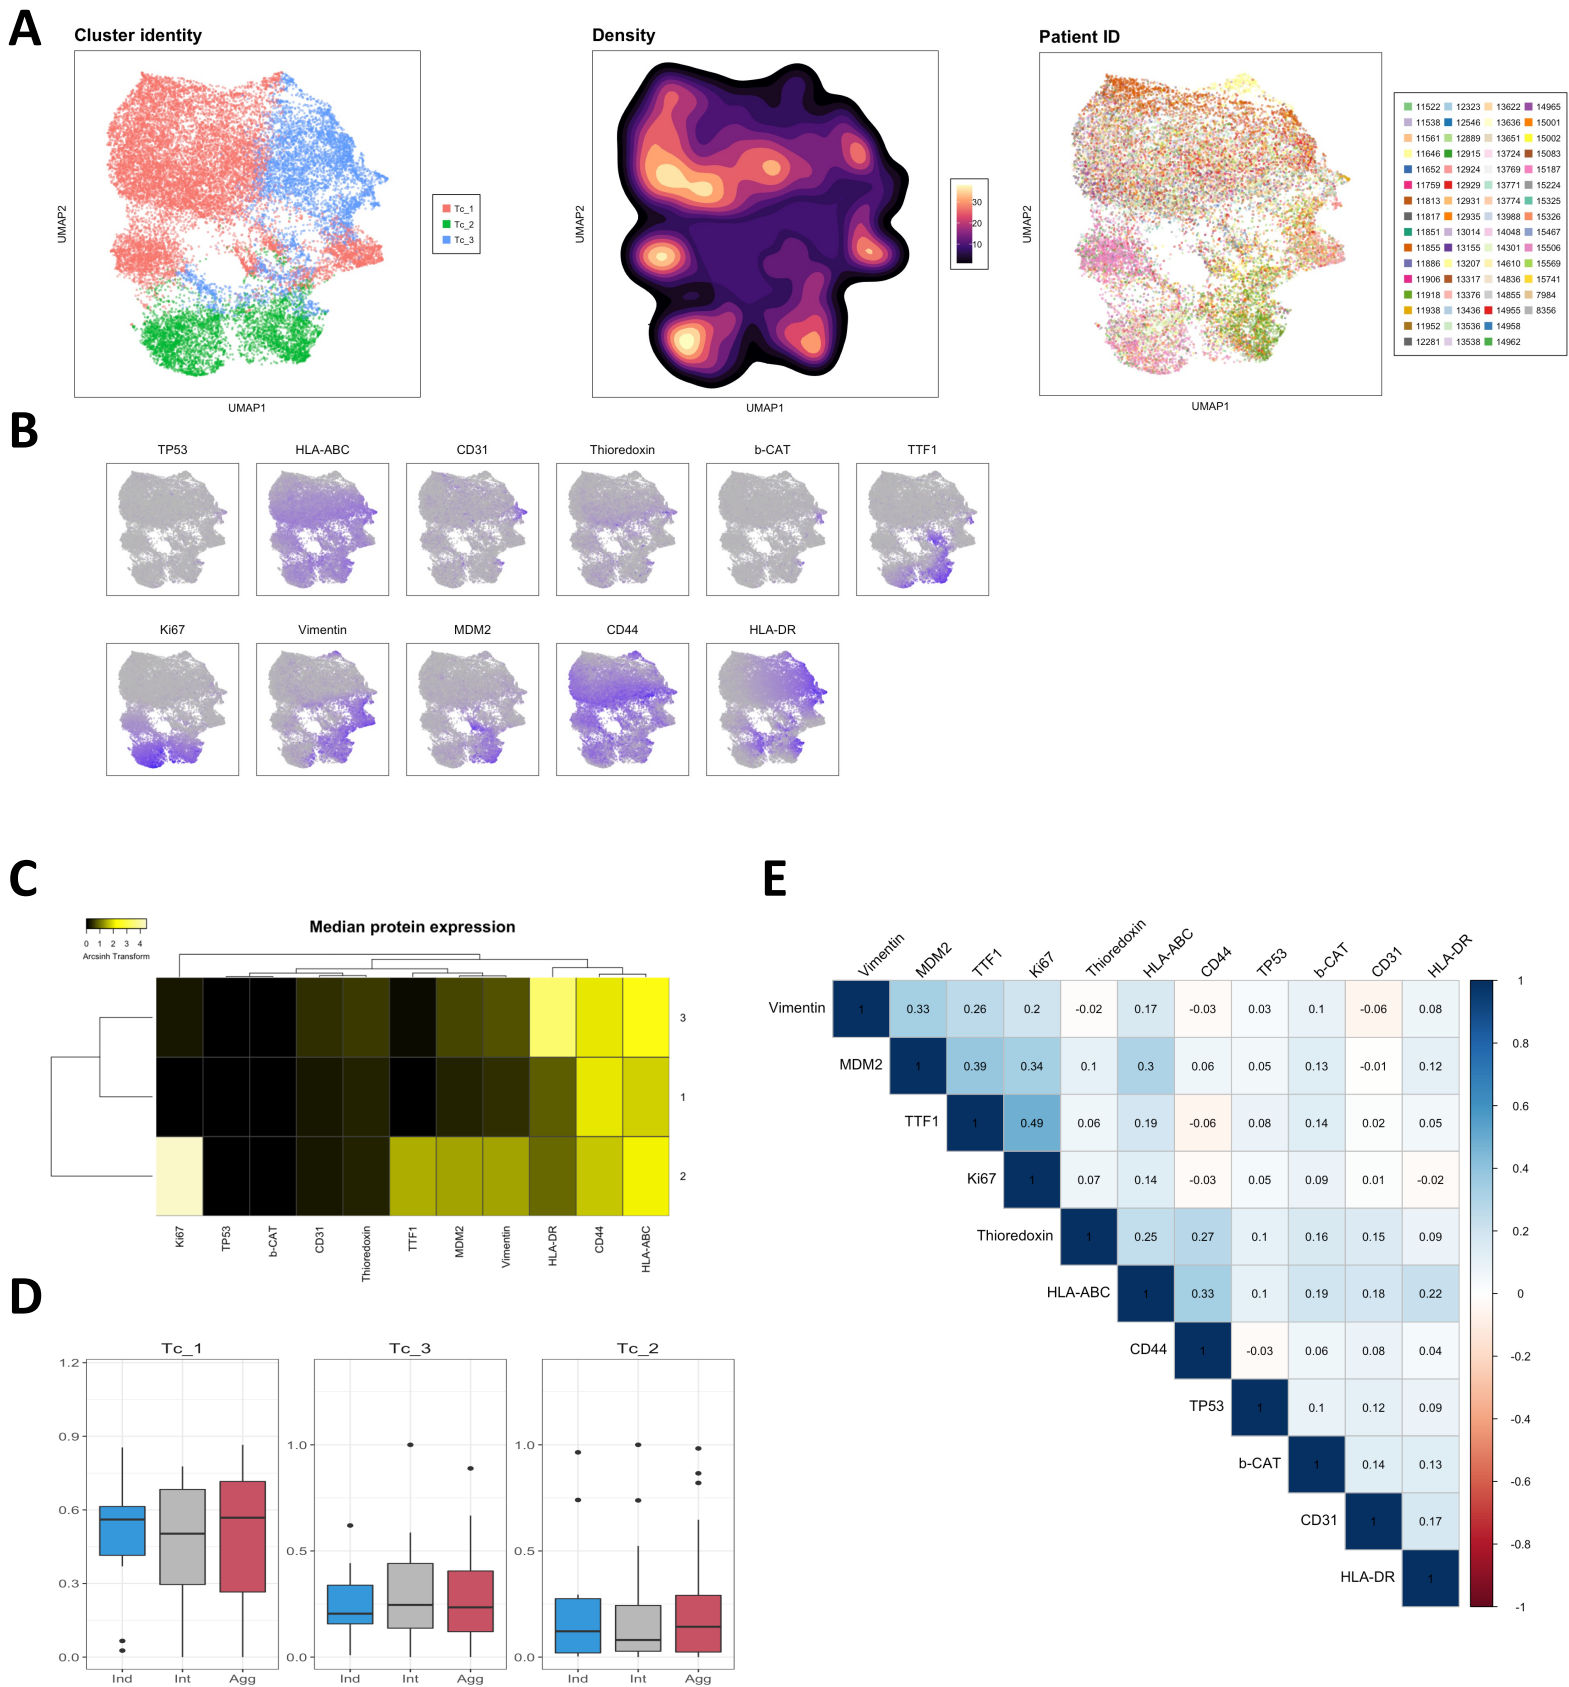 A
Cluster identity
UMAP2
UMAP1
Tc_1
Tc_2
Tc_3
Density
UMAP2
UMAP1
30
20
10
Patient ID
UMAP2
UMAP1
11522 12323 13622 14965
11538 12546 13636 15001
11561 12889 13651 15002
11646 12915 13724 15083
11652 12924 13769 15187
11759 12929 13771 15224
11813 12931 13774 15325
11817 12935 13988 15326
11851 13014 14048 15467
11855 13155 14301 15506
11886 13207 14610 15569
11906 13317 14836 15741
11918 13376 14855 7984
11938 13436 14955 8356
11952 13536 14958
12281 13538 14962
B
TP53 HLA-ABC CD31 Thioredoxin b-CAT TTF1
Ki67 Vimentin MDM2 CD44 HLA-DR
C
0 1 2 3 4
Arcsinh Transform
Median protein expression
3
1
2
Ki67 TP53 b-CAT CD31 Thioredoxin TTF1 MDM2 Vimentin HLA-DR CD44 HLA-ABC
D
Tc_1
1.2
0.9
0.6
0.3
0.0
Ind Int Agg
Tc_3
1.0
0.5
0.0
Ind Int Agg
Tc_2
1.0
0.5
0.0
Ind Int Agg
E
Vimentin MDM2 TTF1 Ki67 Thioredoxin HLA-ABC CD44 TP53 b-CAT CD31 HLA-DR
Vimentin 1 0.33 0.26 0.2 -0.02 0.17 -0.03 0.03 0.1 -0.06 0.08
MDM2 1 0.39 0.34 0.1 0.3 0.06 0.05 0.13 -0.01 0.12
TTF1 1 0.49 0.06 0.19 -0.06 0.08 0.14 0.02 0.05
Ki67 1 0.07 0.14 -0.03 0.05 0.09 0.01 -0.02
Thioredoxin 1 0.25 0.27 0.1 0.16 0.15 0.09
HLA-ABC 1 0.33 0.1 0.19 0.18 0.22
CD44 1 -0.03 0.06 0.08 0.04
TP53 1 0.1 0.12 0.09
b-CAT 1 0.14 0.13
CD31 1 0.17
HLA-DR 1
1
0.8
0.6
0.4
0.2
0
-0.2
-0.4
-0.6
-0.8
-1